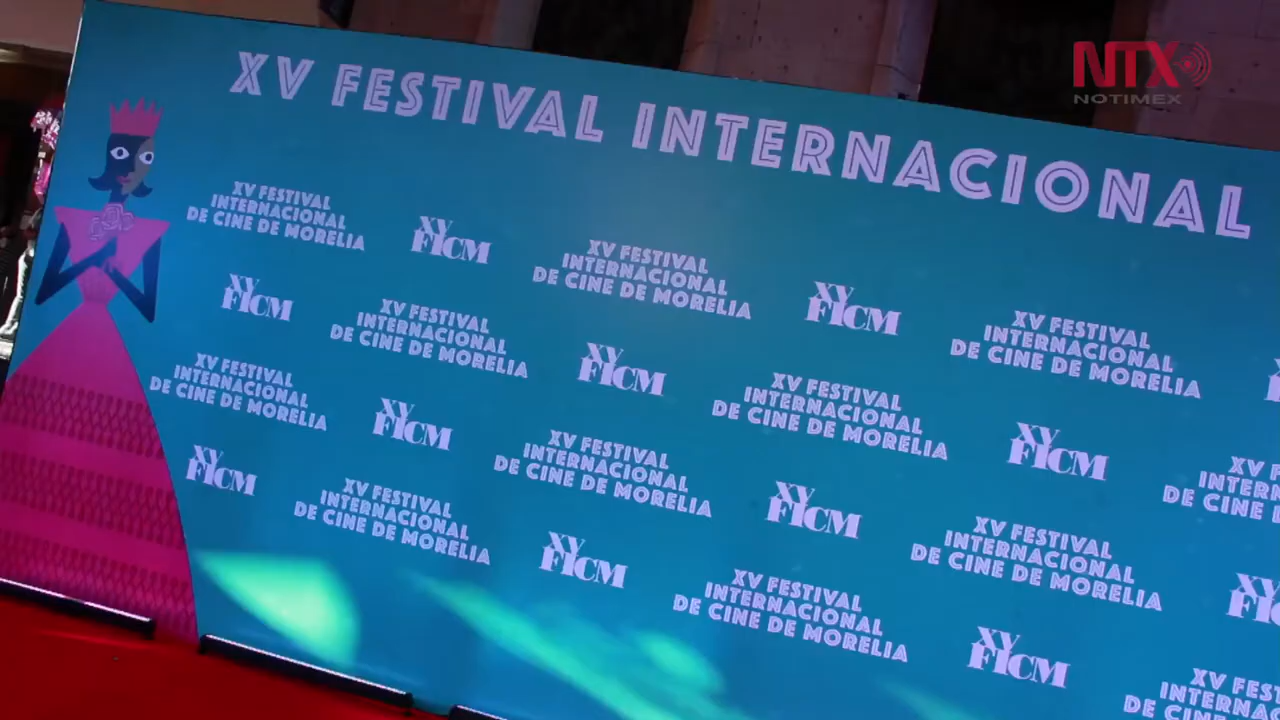 NTX
NOTIMEX
XV FESTIVAL INTERNACIONAL
XV FESTIVAL
INTERNACIONAL
DE CINE DE MORELIA
XV
FICM
XV FESTIVAL
INTERNACIONAL
DE CINE DE MORELIA
XV
FICM
XV FESTIVAL
INTERNACIONAL
DE CINE DE MORELIA
XV
FICM
XV FESTIVAL
INTERNACIONAL
DE CINE DE MORELIA
XV
FICM
XV FESTIVAL
INTERNACIONAL
DE CINE DE MORELIA
XV
FICM
XV FESTIVAL
INTERNACIONAL
DE CINE DE MORELIA
XV
FICM
XV FESTIVAL
INTERNACIONAL
DE CINE DE MORELIA
XV
FICM
XV
DE CINE DE
XV
FICM
XV FESTIVAL
INTERNACIONAL
DE CINE DE MORELIA
XV
FICM
XV FESTIVAL
INTERNACIONAL
DE CINE DE MORELIA
XV
FICM
XV FESTIVAL
INTERNACIONAL
DE CINE DE MORELIA
XV
FICM
XV
DE CINE